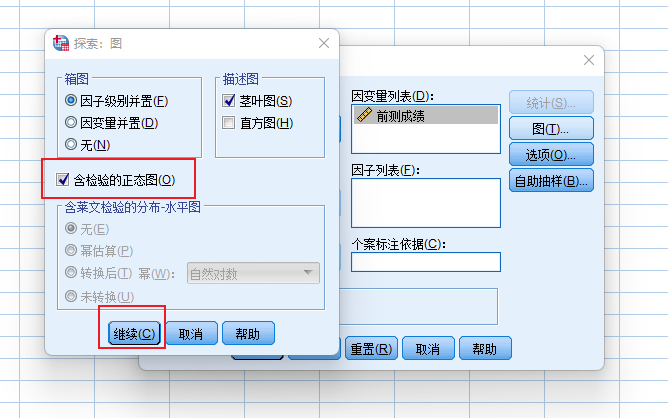 探索：图
箱图
因子级别并置(F)
因变量并置(D)
无(N)
描述图
茎叶图(S)
直方图(H)
含检验的正态图(O)
含莱文检验的分布-水平图
无(E)
幂估算(P)
转换后(T) 幂(W)： 自然对数
未转换(U)
继续(C) 取消 帮助
因变量列表(D)：
前测成绩
因子列表(F)：
个案标注依据(C)：
统计(S)...
图(T)...
选项(O)...
自助抽样(B)...
重置(R) 取消 帮助